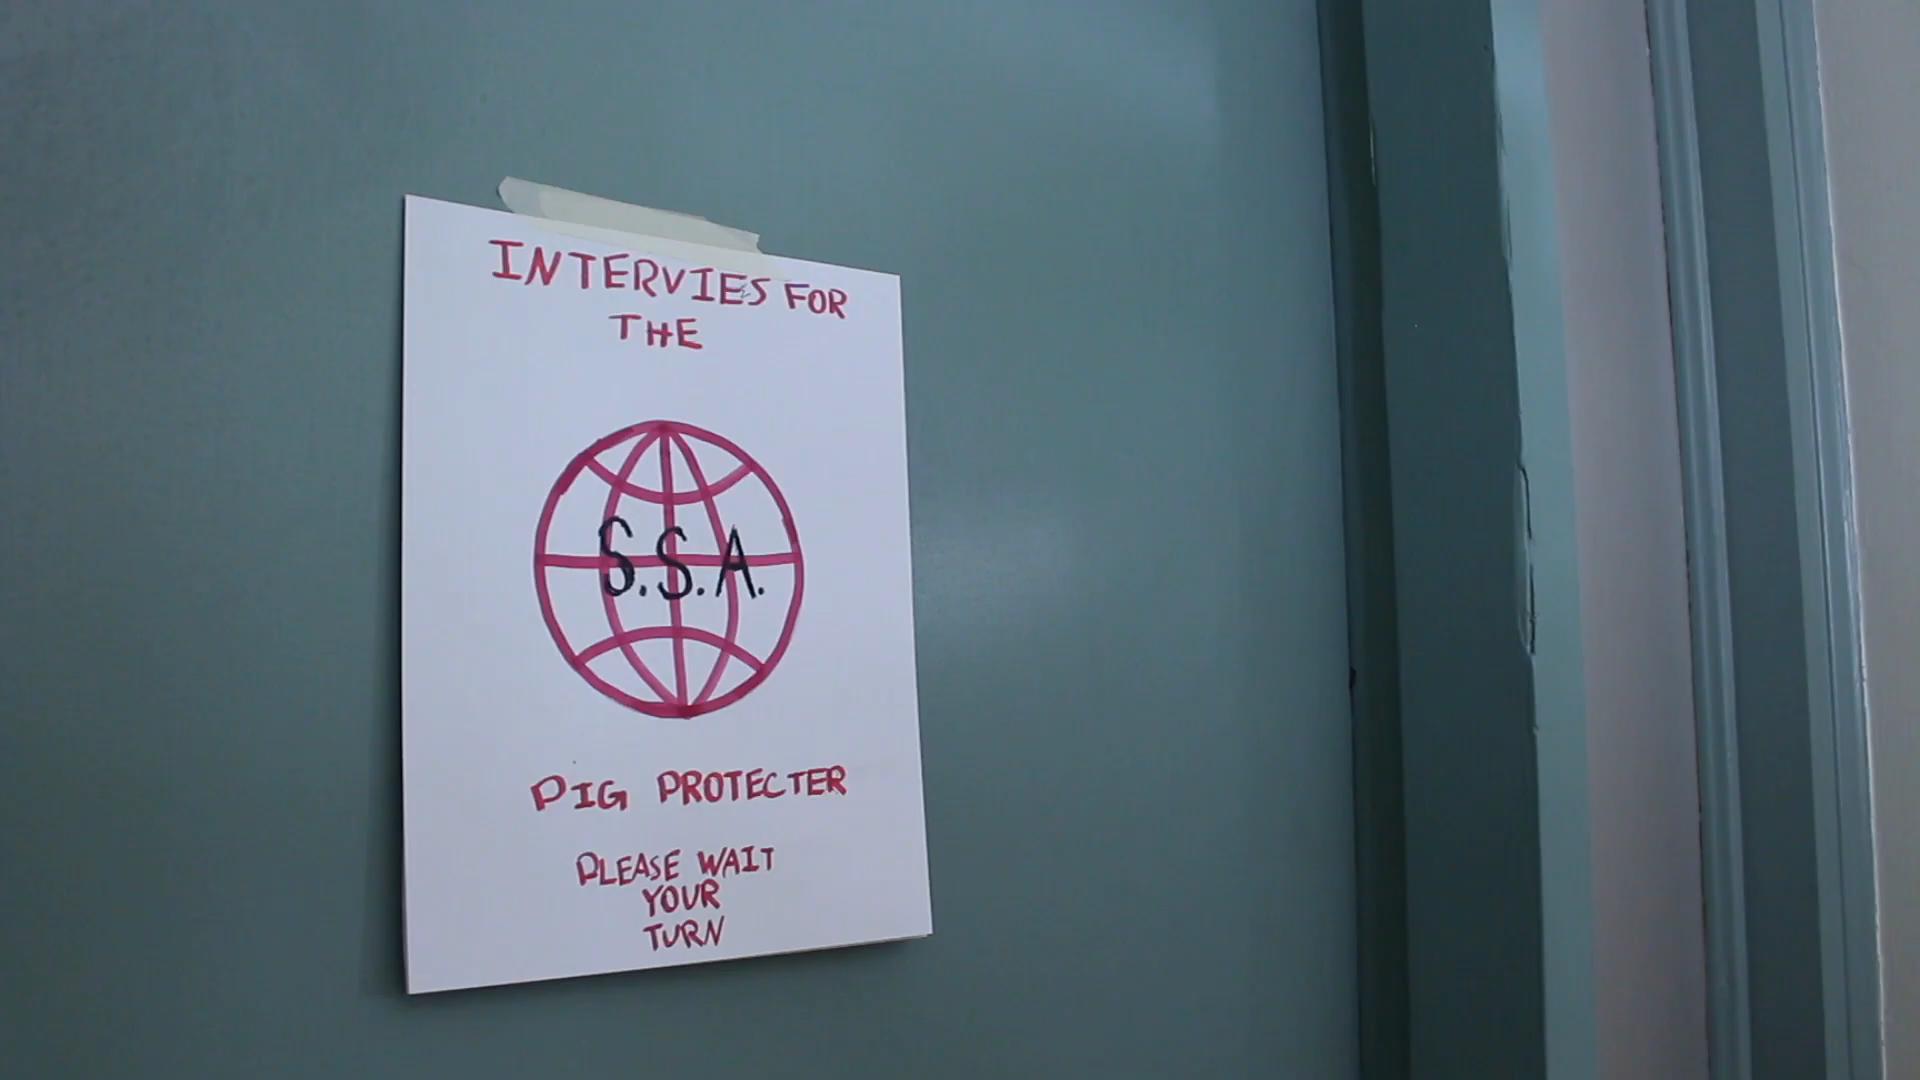 INTERVIES FOR
THE
S.S.A.
PIG PROTECTER
PLEASE WAIT
YOUR
TURN